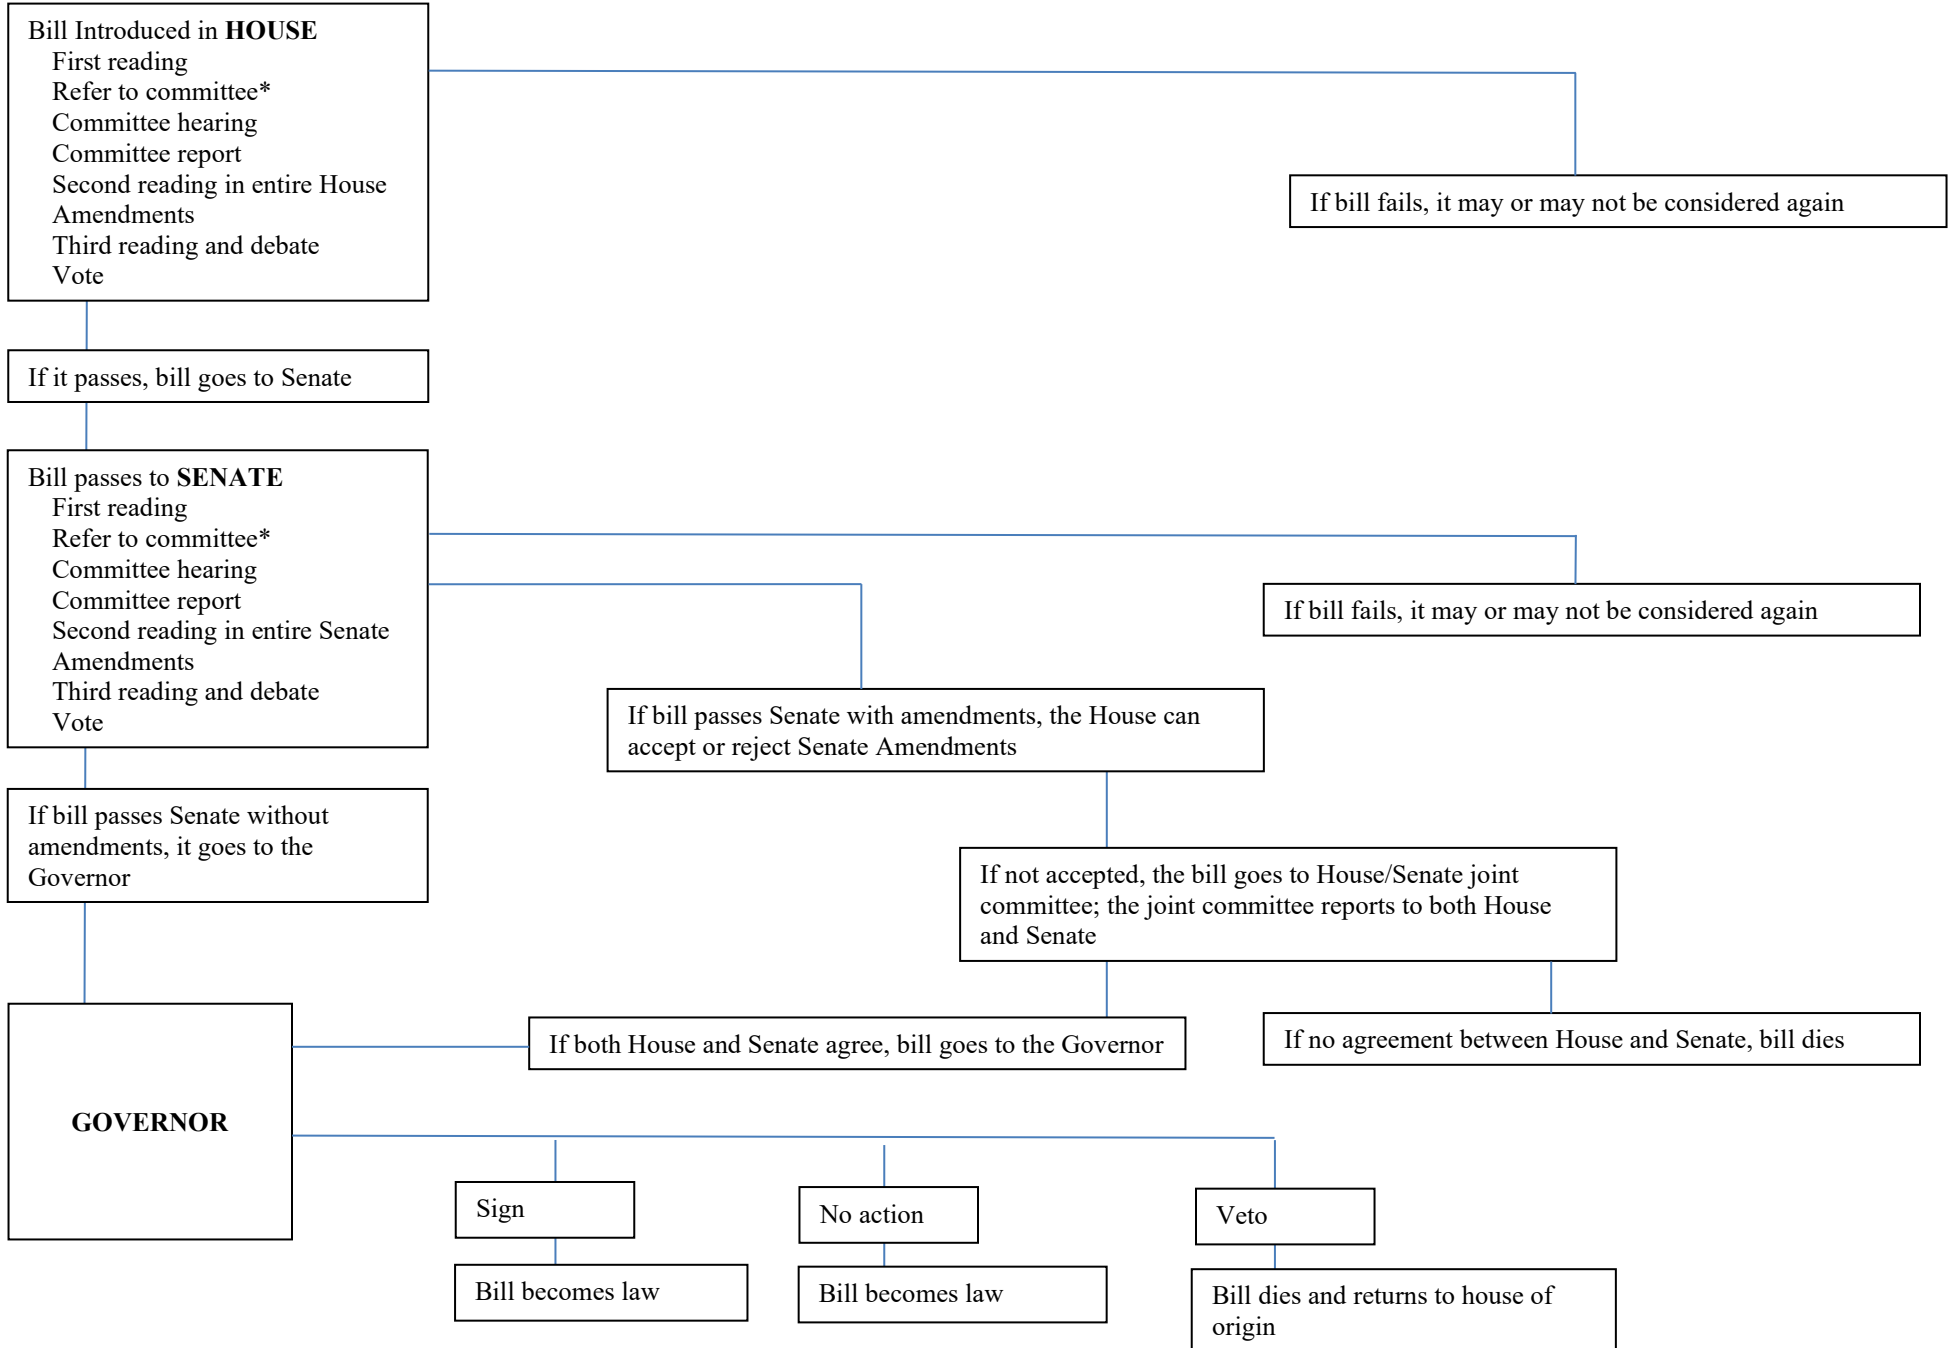 Bill Introduced in HOUSE
First reading
Refer to committee*
Committee hearing
Committee report
Second reading in entire House
Amendments
Third reading and debate
Vote
If bill fails, it may or may not be considered again
If it passes, bill goes to Senate
Bill passes to SENATE
First reading
Refer to committee*
Committee hearing
Committee report
Second reading in entire Senate
Amendments
Third reading and debate
Vote
If bill fails, it may or may not be considered again
If bill passes Senate with amendments, the House can
accept or reject Senate Amendments
If bill passes Senate without
amendments, it goes to the
Governor
If not accepted, the bill goes to House/Senate joint
committee; the joint committee reports to both House
and Senate
If both House and Senate agree, bill goes to the Governor
If no agreement between House and Senate, bill dies
GOVERNOR
Sign
No action
Veto
Bill becomes law
Bill becomes law
Bill dies and returns to house of
origin